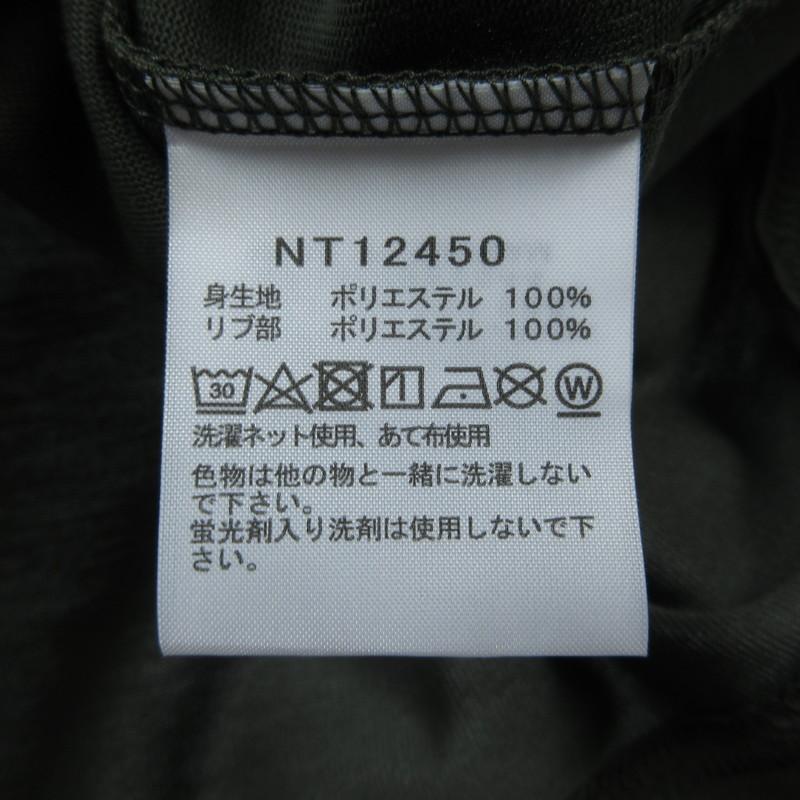 NT12450
身生地 ポリエステル 100%
リブ部 ポリエステル 100%
30 W
洗濯ネット使用、あて布使用
色物は他の物と一緒に洗濯しない
で下さい。
蛍光剤入り洗剤は使用しないで下
さい。